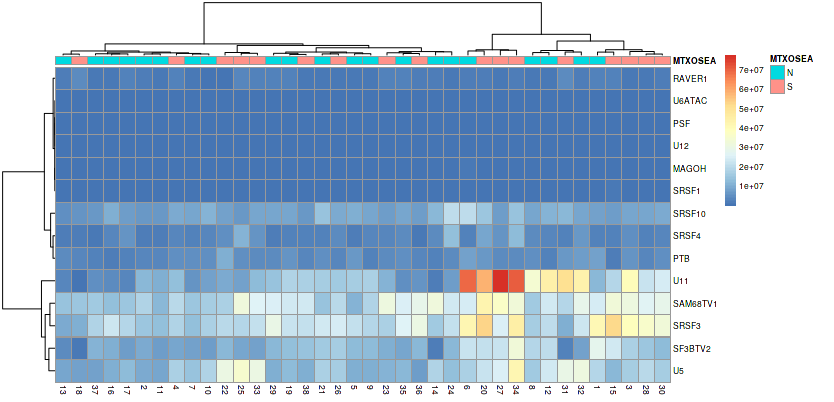 MTXOSEA
RAVER1
U6ATAC
PSF
U12
MAGOH
SRSF1
SRSF10
SRSF4
PTB
U11
SAM68TV1
SRSF3
SF3BTV2
U5
7e+07
6e+07
5e+07
4e+07
3e+07
2e+07
1e+07
MTXOSEA
N
S
13 18 37 16 17 2 11 4 7 10 22 25 33 29 19 38 21 26 5 9 23 35 36 14 24 6 20 27 34 8 12 31 32 1 15 3 28 30